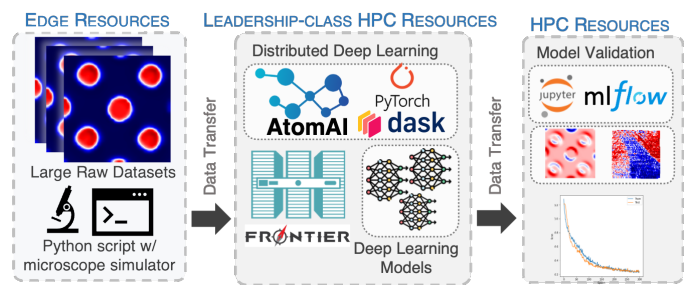 EDGE RESOURCES
LEADERSHIP-CLASS HPC RESOURCES
HPC RESOURCES
Large Raw Datasets
>_
Python script w/
microscope simulator
Data Transfer
Distributed Deep Learning
AtomAI
PyTorch
dask
FRONTIER
Deep Learning
Models
Data Transfer
Model Validation
jupyter
mlflow